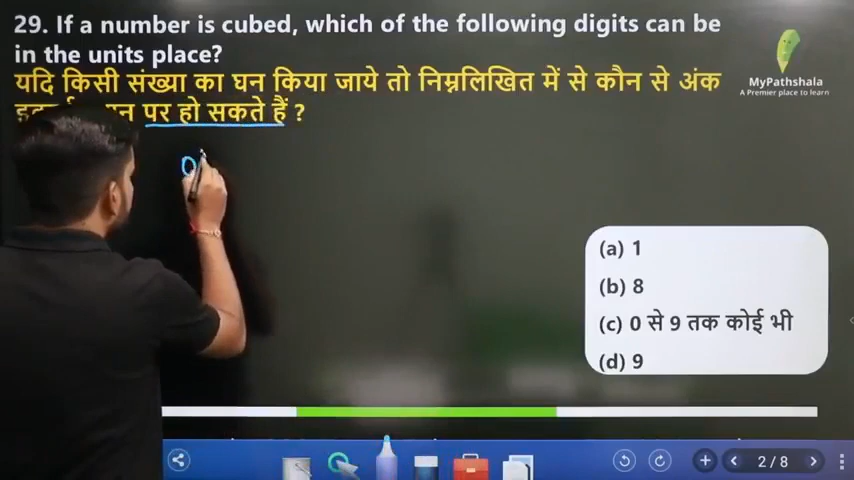 29. If a number is cubed, which of the following digits can be
in the units place?
यदि किसी संख्या का घन किया जाये तो निम्नलिखित में से कौन से अंक
पर हो सकते हैं ?
MyPathshala
A Premier place to learn
0
(a) 1
(b) 8
(c) 0 से 9 तक कोई भी
(d) 9
2/8